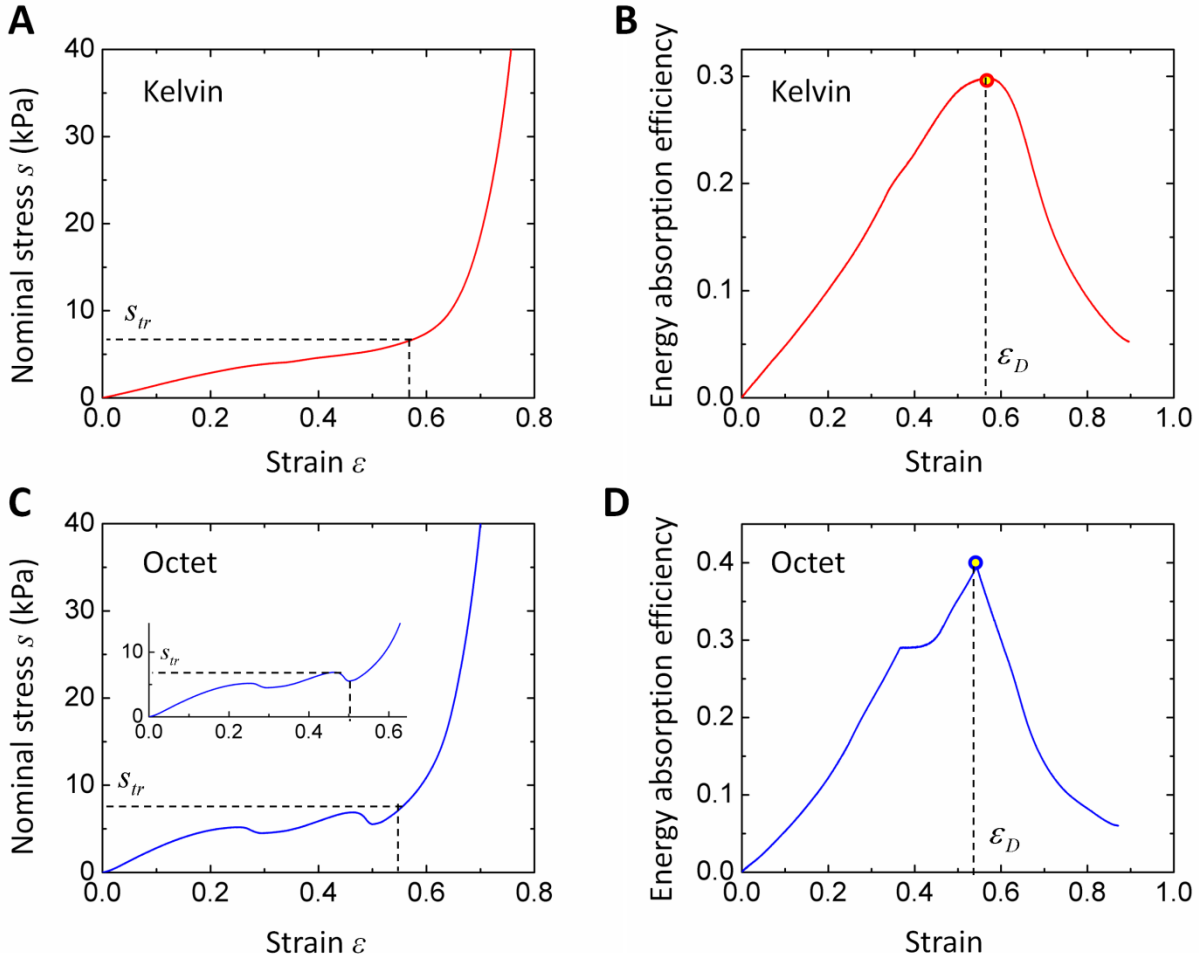 A
Nominal stress s (kPa)
40
30
20
10
0
Kelvin
s_tr
0.0 0.2 0.4 0.6 0.8
Strain ε
B
Energy absorption efficiency
0.3
0.2
0.1
0.0
Kelvin
ε_D
0.0 0.2 0.4 0.6 0.8 1.0
Strain
C
Nominal stress s (kPa)
40
30
20
10
0
Octet
10
0
s_tr
0.0 0.2 0.4 0.6
s_tr
0.0 0.2 0.4 0.6 0.8
Strain ε
D
Energy absorption efficiency
0.4
0.3
0.2
0.1
0.0
Octet
ε_D
0.0 0.2 0.4 0.6 0.8 1.0
Strain